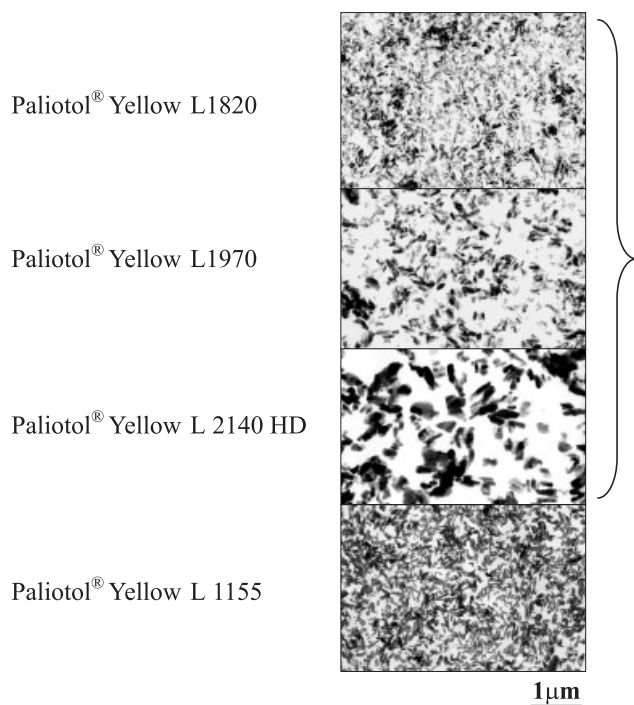 Paliotol® Yellow L1820
Paliotol® Yellow L1970
Paliotol® Yellow L 2140 HD
Paliotol® Yellow L 1155
1μm